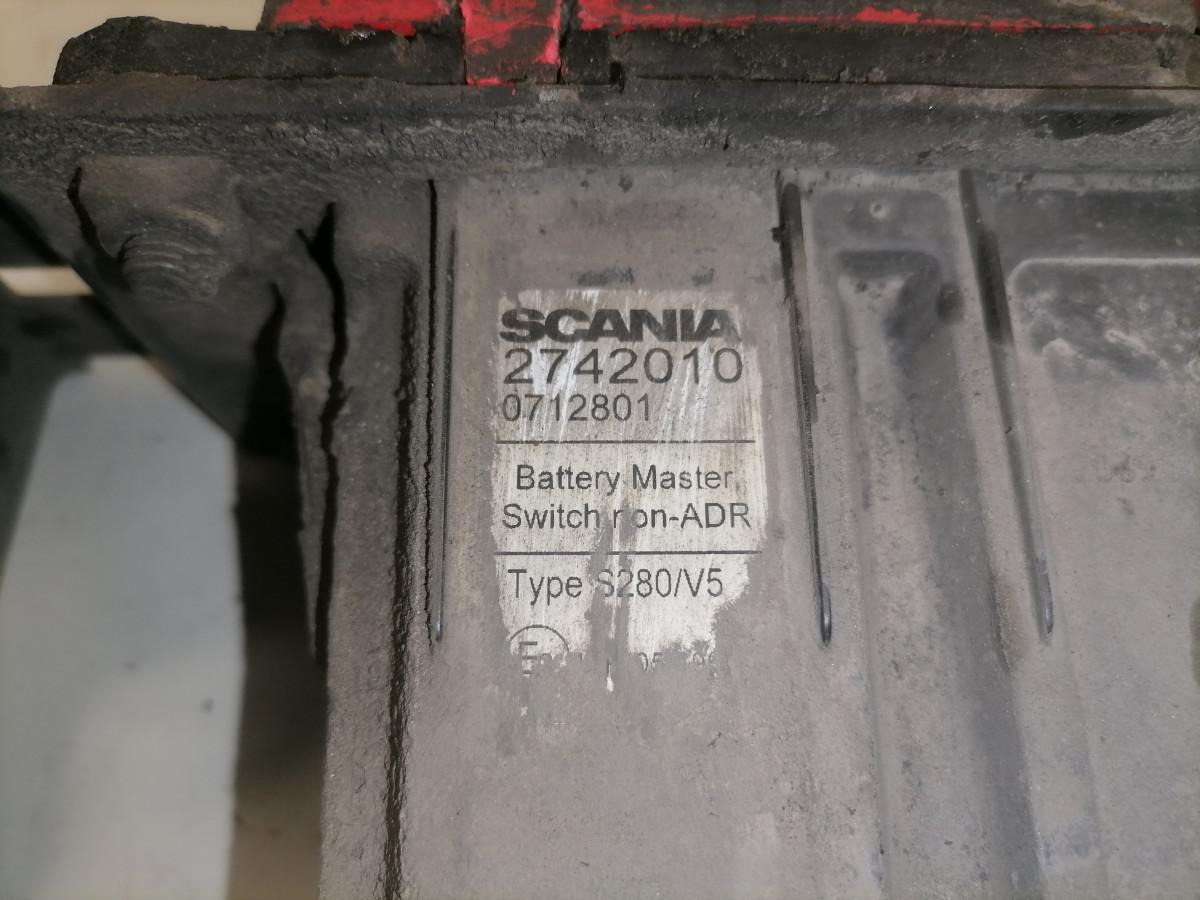 SCANIA
2742010
0712801
Battery Master
Switch non-ADR
Type S280/V5
E